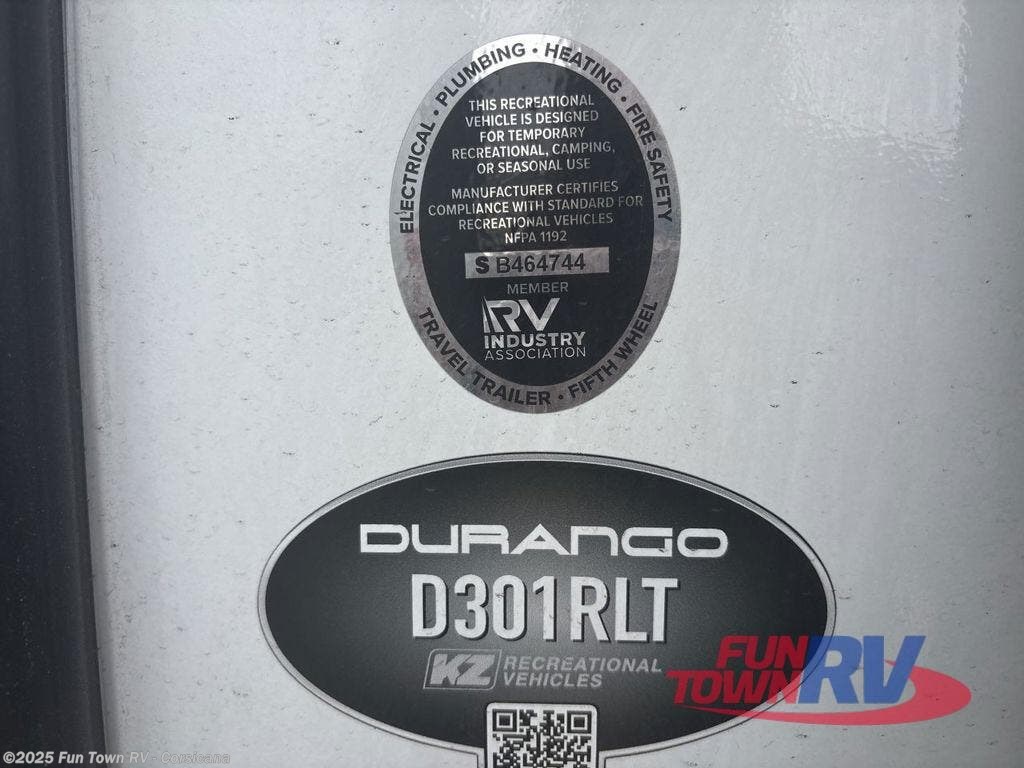 ELECTRICAL • PLUMBING • HEATING • FIRE SAFETY
THIS RECREATIONAL
VEHICLE IS DESIGNED
FOR TEMPORARY
RECREATIONAL, CAMPING,
OR SEASONAL USE
MANUFACTURER CERTIFIES
COMPLIANCE WITH STANDARD FOR
RECREATIONAL VEHICLES
NFPA 1192
S B464744
MEMBER
RV
INDUSTRY
ASSOCIATION
TRAVEL TRAILER • FIFTH WHEEL
DURANGO
D301RLT
KZ RECREATIONAL
VEHICLES
FUN
TOWN RV
©2025 Fun Town RV - Corsicana